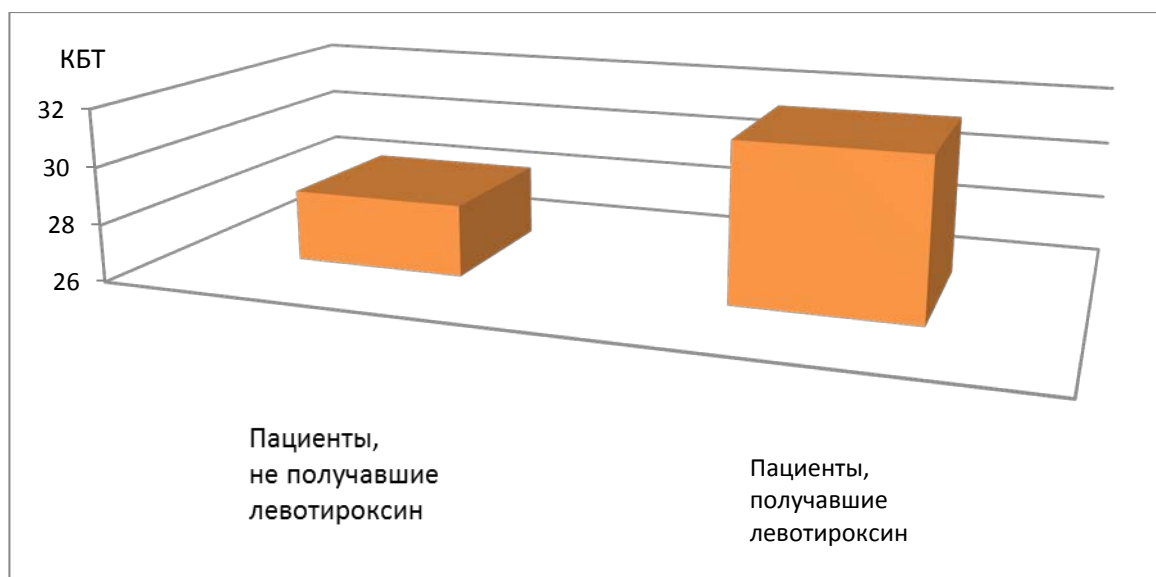 КБТ
32
30
28
26
Пациенты,
не получавшие
левотироксин
Пациенты,
получавшие
левотироксин